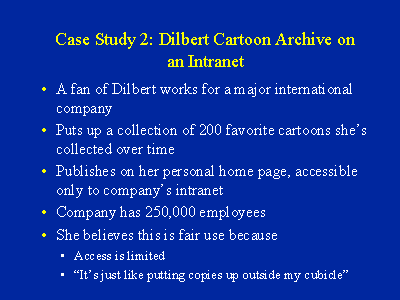 Case Study 2: Dilbert Cartoon Archive on
an Intranet
• A fan of Dilbert works for a major international
company
• Puts up a collection of 200 favorite cartoons she's
collected over time
• Publishes on her personal home page, accessible
only to company's intranet
• Company has 250,000 employees
• She believes this is fair use because
• Access is limited
• “It's just like putting copies up outside my cubicle”